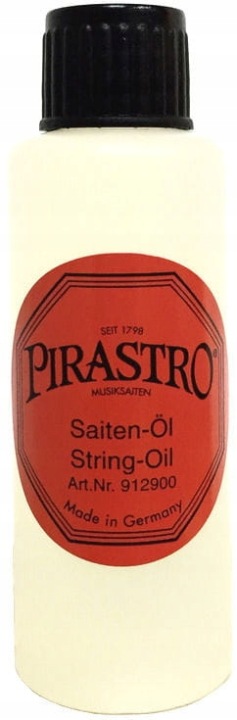 SEIT 1798
PIRASTRO®
MUSIKSAITEN
Saiten-Öl
String-Oil
Art.Nr. 912900
Made in Germany